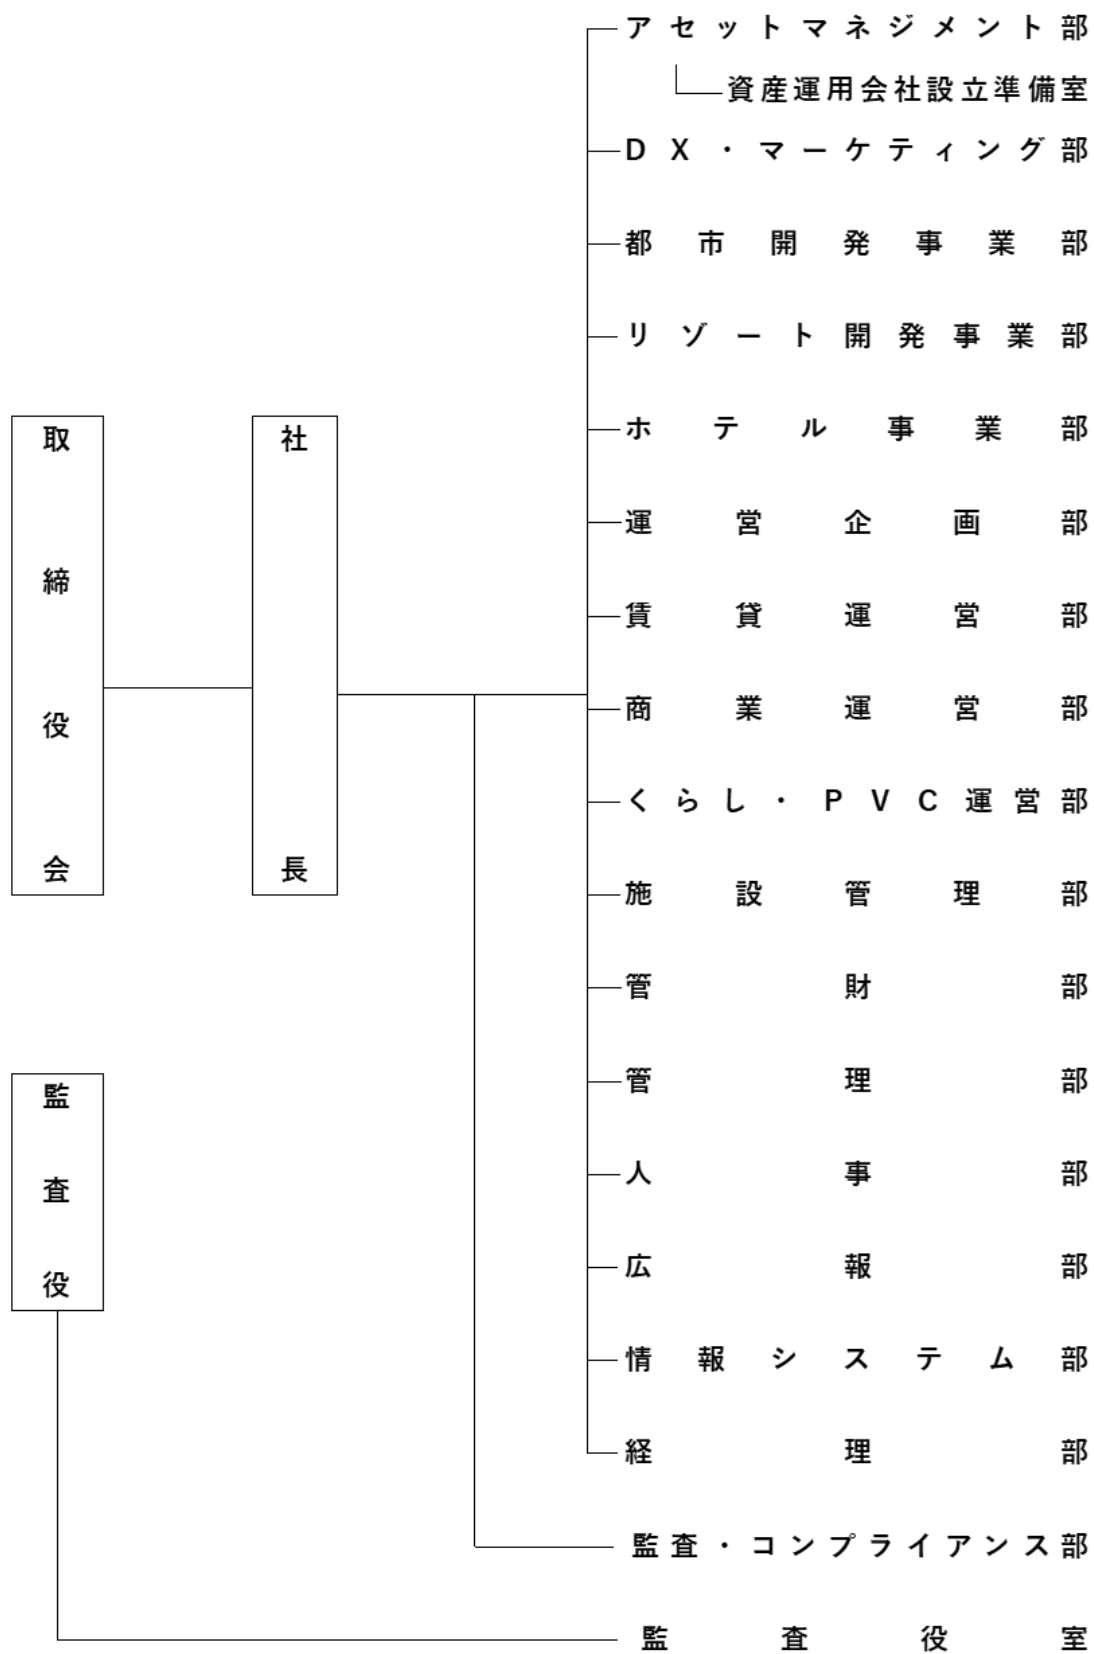 取締役会
社長
監査役
アセットマネジメント部
資産運用会社設立準備室
DX・マーケティング部
都市開発事業部
リゾート開発事業部
ホテル事業部
運営企画部
賃貸運営部
商業運営部
くらし・PVC運営部
施設管理部
管財部
管理部
人事部
広報部
情報システム部
経理部
監査・コンプライアンス部
監査役室